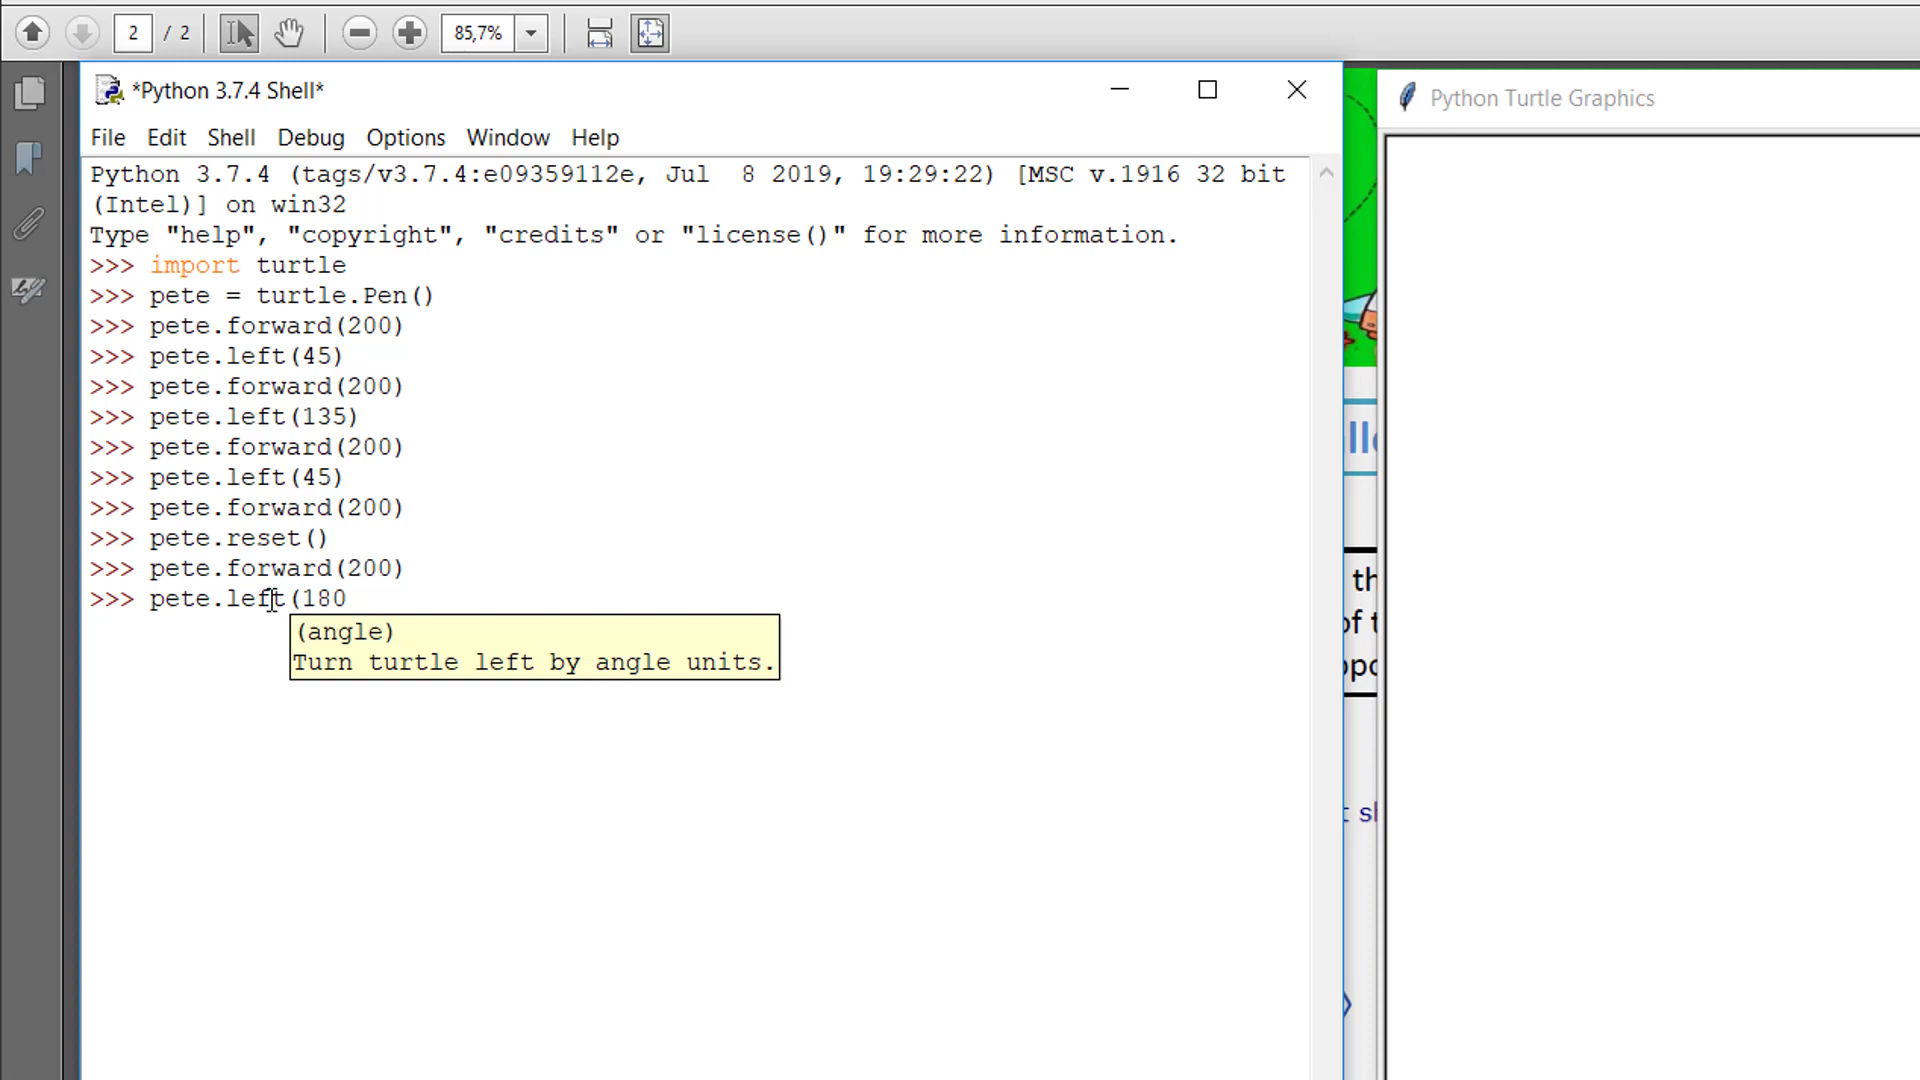 2 / 2 85,7%
*Python 3.7.4 Shell*
File Edit Shell Debug Options Window Help
Python 3.7.4 (tags/v3.7.4:e09359112e, Jul  8 2019, 19:29:22) [MSC v.1916 32 bit
(Intel)] on win32
Type "help", "copyright", "credits" or "license()" for more information.
>>> import turtle
>>> pete = turtle.Pen()
>>> pete.forward(200)
>>> pete.left(45)
>>> pete.forward(200)
>>> pete.left(135)
>>> pete.forward(200)
>>> pete.left(45)
>>> pete.forward(200)
>>> pete.reset()
>>> pete.forward(200)
>>> pete.left(180
(angle)
Turn turtle left by angle units.
Python Turtle Graphics